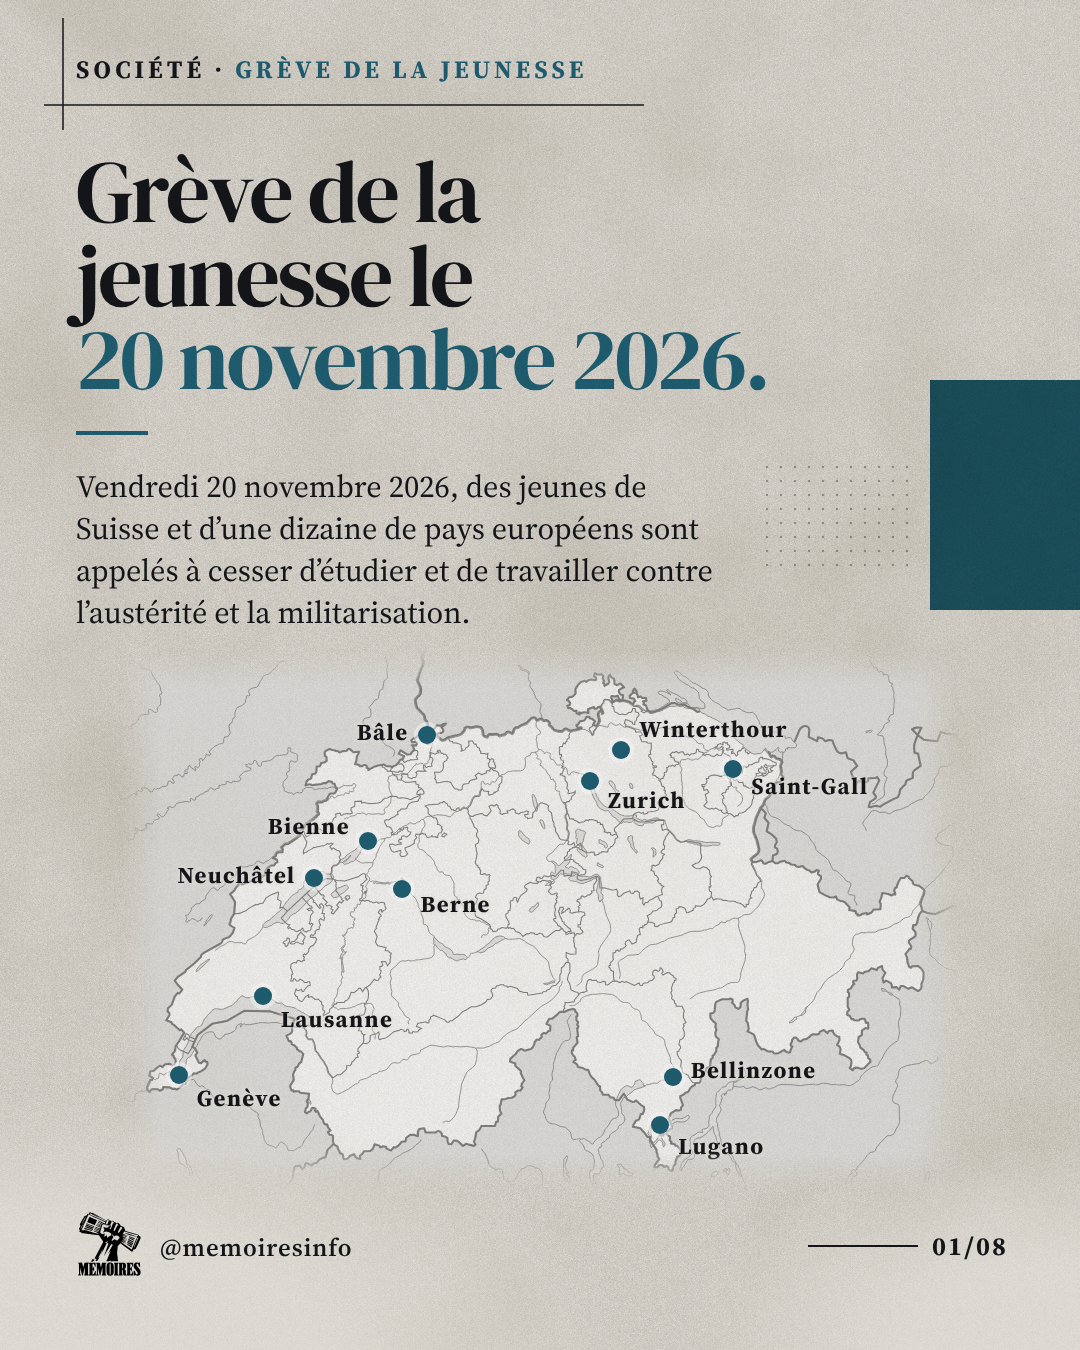 SOCIÉTÉ · GRÈVE DE LA JEUNESSE
Grève de la
jeunesse le
20 novembre 2026.
Vendredi 20 novembre 2026, des jeunes de
Suisse et d’une dizaine de pays européens sont
appelés à cesser d’étudier et de travailler contre
l’austérité et la militarisation.
Bâle
Winterthour
Saint-Gall
Zurich
Bienne
Neuchâtel
Berne
Lausanne
Bellinzone
Genève
Lugano
MÉMOIRES
@memoiresinfo
01/08